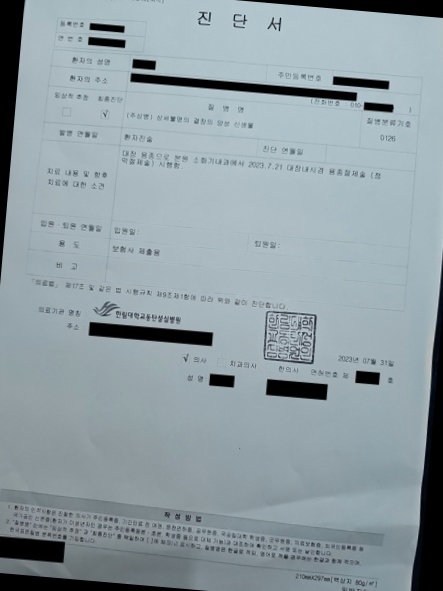 진 단 서
등록번호
연 번 호
환자의 성명
주민등록번호
환자의 주소
(전화번호 010- )
임상적 추정 최종진단
질 병 명
질병분류기호
√
(주상병) 상세불명의 결장의 양성 신생물
D126
발병 연월일
환자진술
진단 연월일
치료 내용 및 향후
치료에 대한 소견
대장 용종으로 본원 소화기내과에서 2023.7.21 대장내시경 용종절제술 (점
막절제술) 시행함
입원 · 퇴원 연월일
입원일:
퇴원일:
용 도
보험사 제출용
비 고
「의료법」 제17조 및 같은 법 시행규칙 제9조제1항에 따라 위와 같이 진단합니다.
의료기관 명칭
한림대학교동탄성심병원
주소
2023년 07월 31일
√ 의사 치과의사 한의사 면허번호 제 호
성 명:
작 성 방 법
210mm×297mm[백상지 80g/㎡]